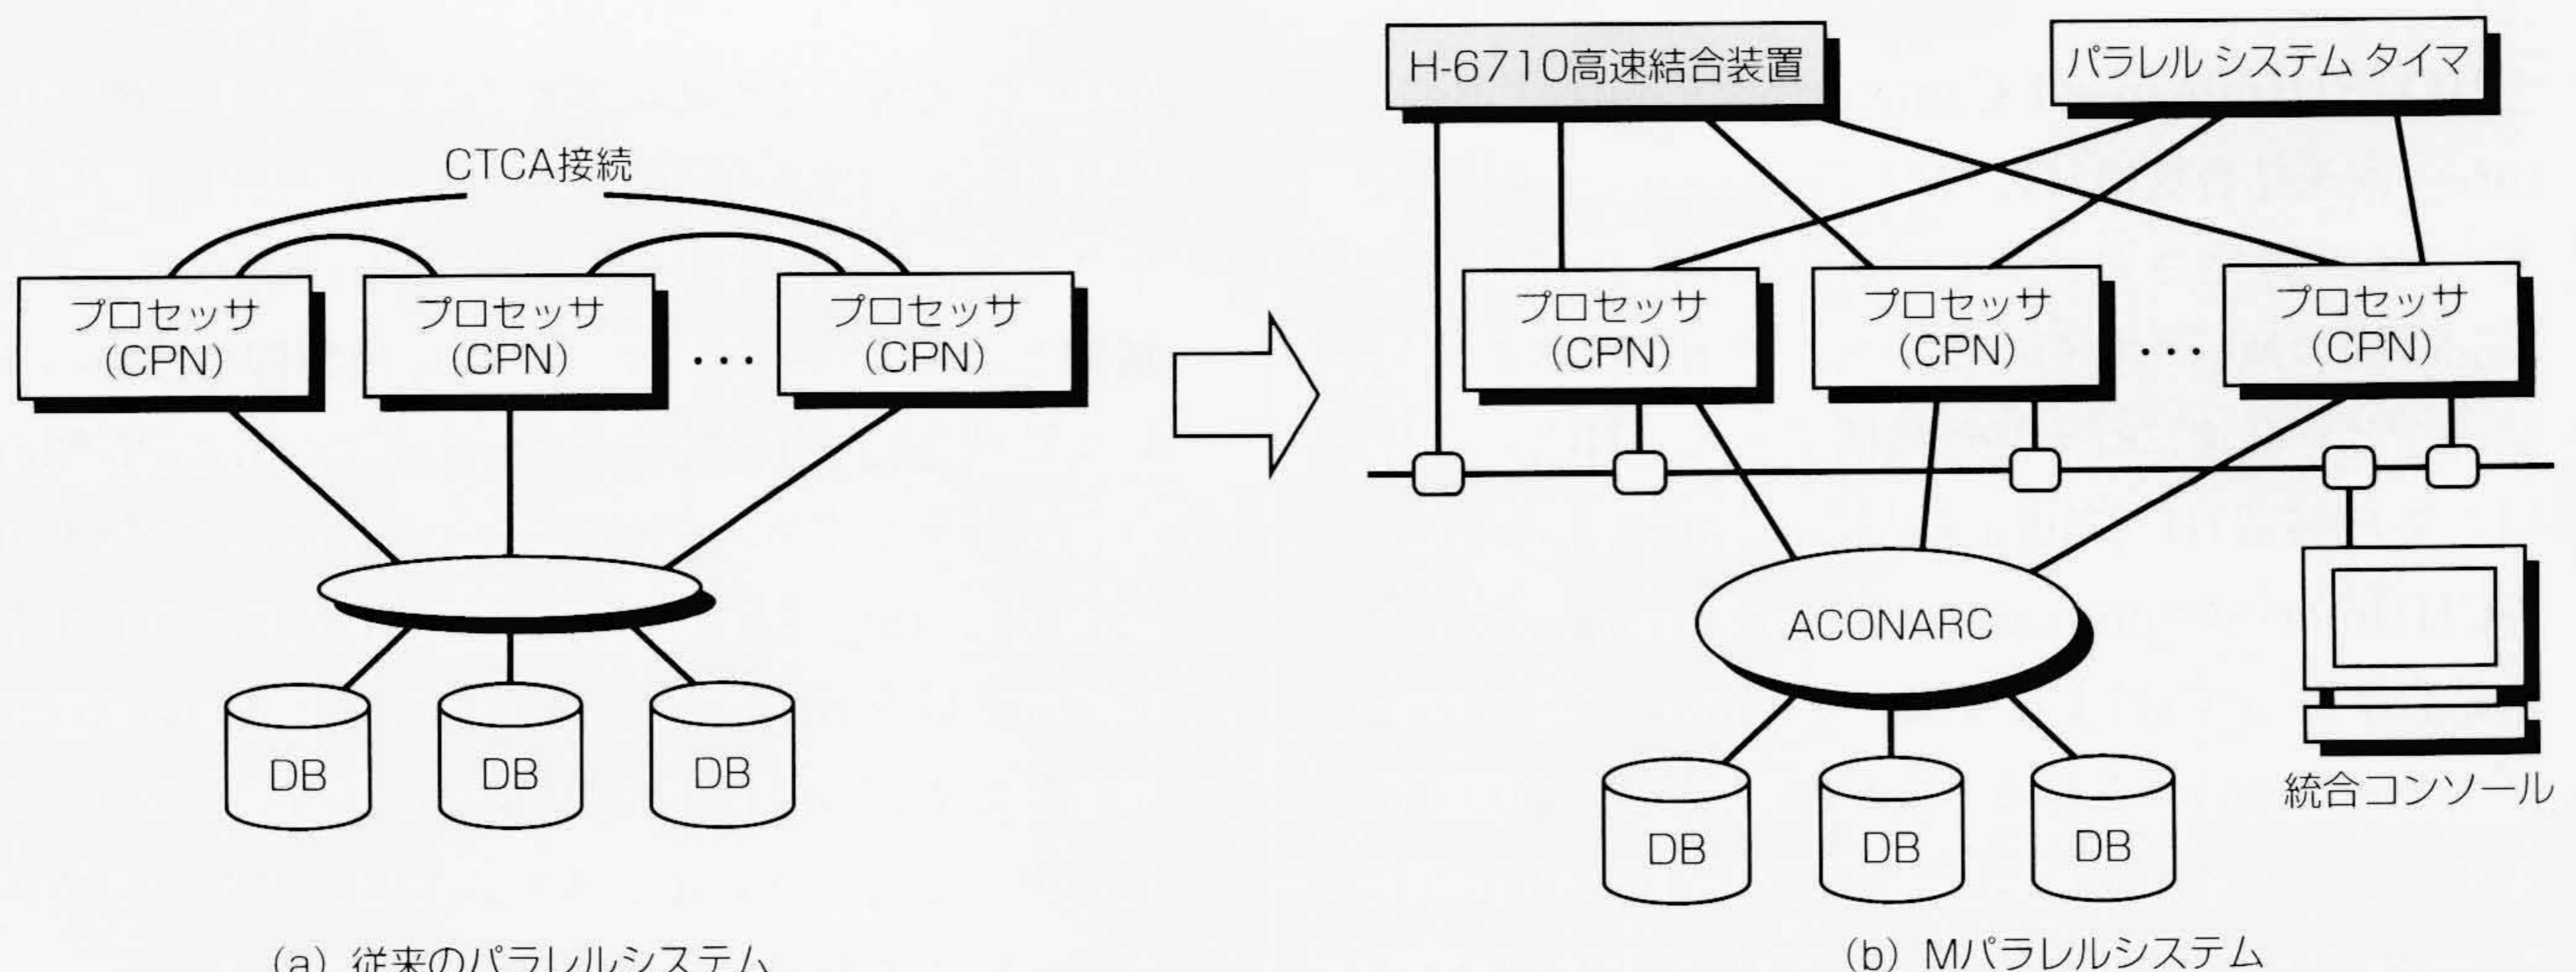 CTCA接続
プロセッサ
(CPN)
プロセッサ
(CPN)
...
プロセッサ
(CPN)
DB
DB
DB
(a) 従来のパラレルシステム
H-6710高速結合装置
パラレル システム タイマ
プロセッサ
(CPN)
プロセッサ
(CPN)
...
プロセッサ
(CPN)
ACONARC
DB
DB
DB
統合コンソール
(b) Mパラレルシステム